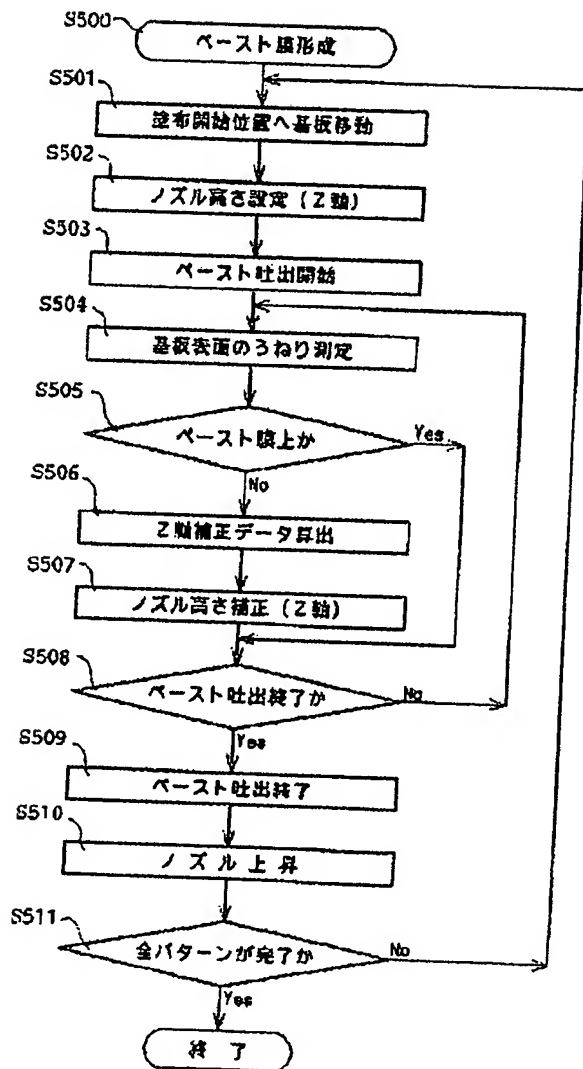 S500
ペースト膜形成
S501
塗布開始位置へ基板移動
S502
ノズル高さ設定（Z軸）
S503
ペースト吐出開始
S504
基板表面のうねり測定
S505
ペースト膜上か
Yes
No
S506
Z軸補正データ算出
S507
ノズル高さ補正（Z軸）
S508
ペースト吐出終了か
No
Yes
S509
ペースト吐出終了
S510
ノズル上昇
S511
全パターンが完了か
No
Yes
終了